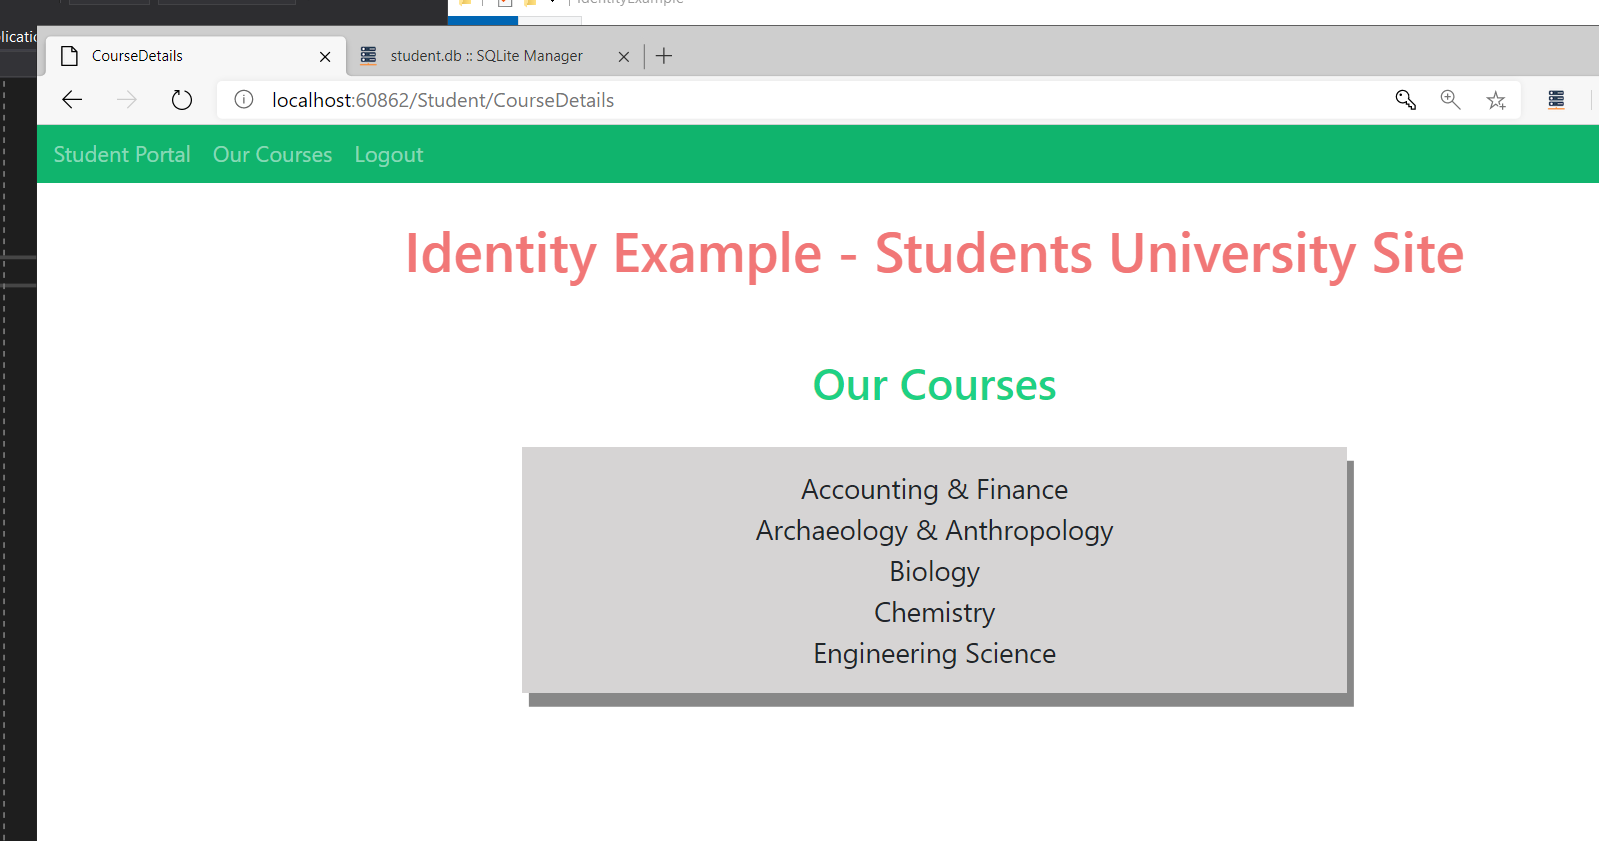 IdentityExample
CourseDetails
student.db :: SQLite Manager
localhost:60862/Student/CourseDetails
Student Portal Our Courses Logout
Identity Example - Students University Site
Our Courses
Accounting & Finance
Archaeology & Anthropology
Biology
Chemistry
Engineering Science